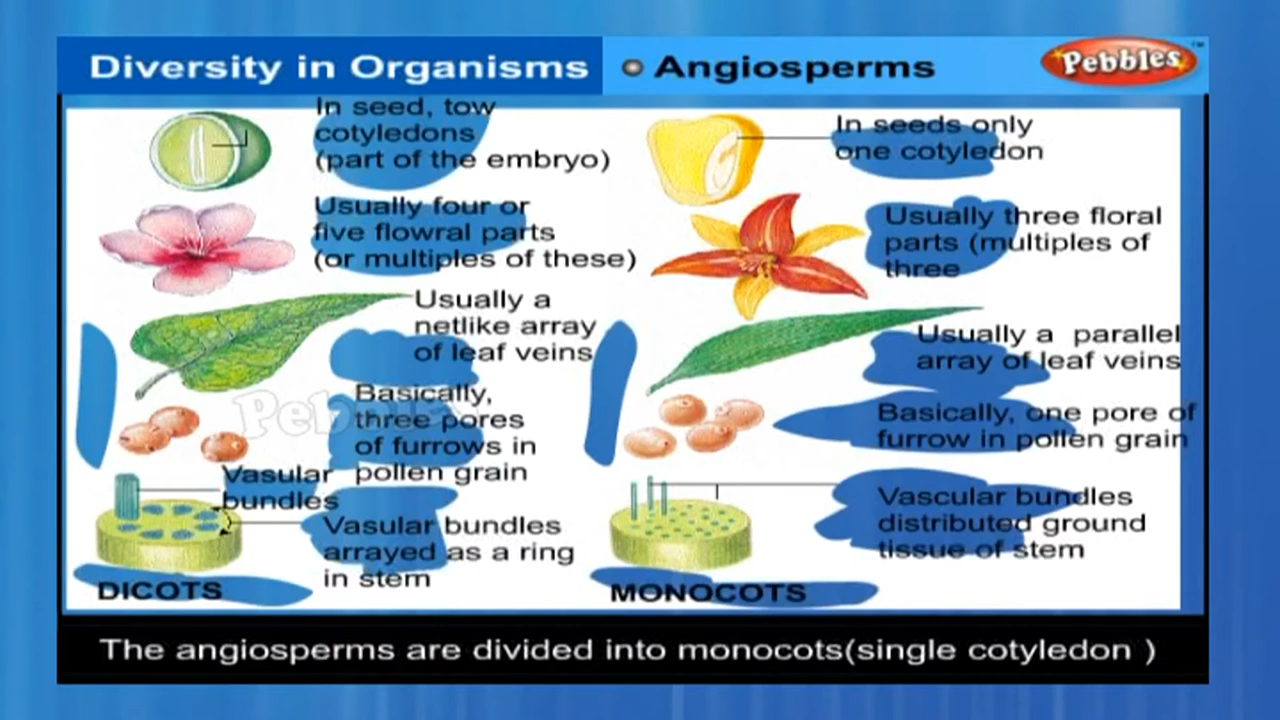 Diversity in Organisms
Angiosperms
Pebbles
TM
In seed, tow
cotyledons
(part of the embryo)
In seeds only
one cotyledon
Usually four or
five flowral parts
(or multiples of these)
Usually three floral
parts (multiples of
three
Usually a
netlike array
of leaf veins
Usually a parallel
array of leaf veins
Basically,
three pores
of furrows in
pollen grain
Basically, one pore of
furrow in pollen grain
Vasular
bundles
Vasular bundles
arrayed as a ring
in stem
Vascular bundles
distributed ground
tissue of stem
DICOTS
MONOCOTS
The angiosperms are divided into monocots(single cotyledon )